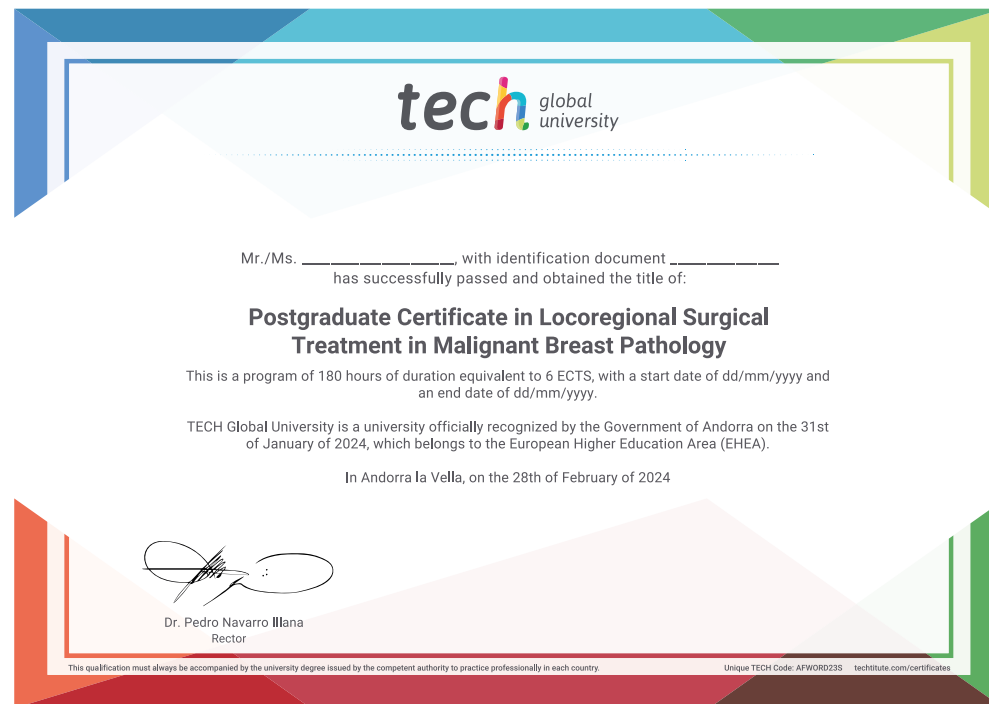 tech global university
Mr./Ms. ____________________, with identification document ______________
has successfully passed and obtained the title of:
Postgraduate Certificate in Locoregional Surgical
Treatment in Malignant Breast Pathology
This is a program of 180 hours of duration equivalent to 6 ECTS, with a start date of dd/mm/yyyy and
an end date of dd/mm/yyyy.
TECH Global University is a university officially recognized by the Government of Andorra on the 31st
of January of 2024, which belongs to the European Higher Education Area (EHEA).
In Andorra la Vella, on the 28th of February of 2024
Dr. Pedro Navarro Illana
Rector
This qualification must always be accompanied by the university degree issued by the competent authority to practice professionally in each country.
Unique TECH Code: AFWORD23S techtitute.com/certificates